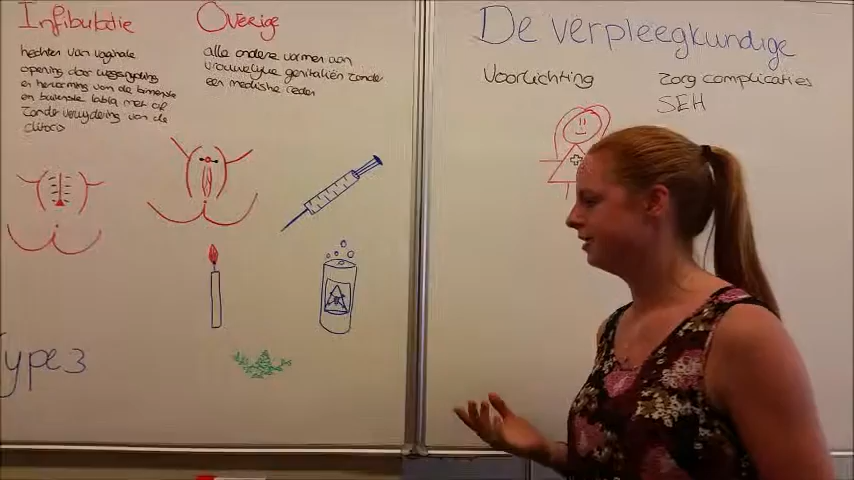 Infibulatie
hechten van vaginale
opening door wegsnijding
en hervorming van de binnenste
en buitenste labia met of
zonder verwijdering van de
clitoris
Overige
alle andere vormen aan
vrouwelijke genitaliën zonder
een medische reden
Type 3
De verpleegkundige
Voorlichting
Zorg complicaties
SEH